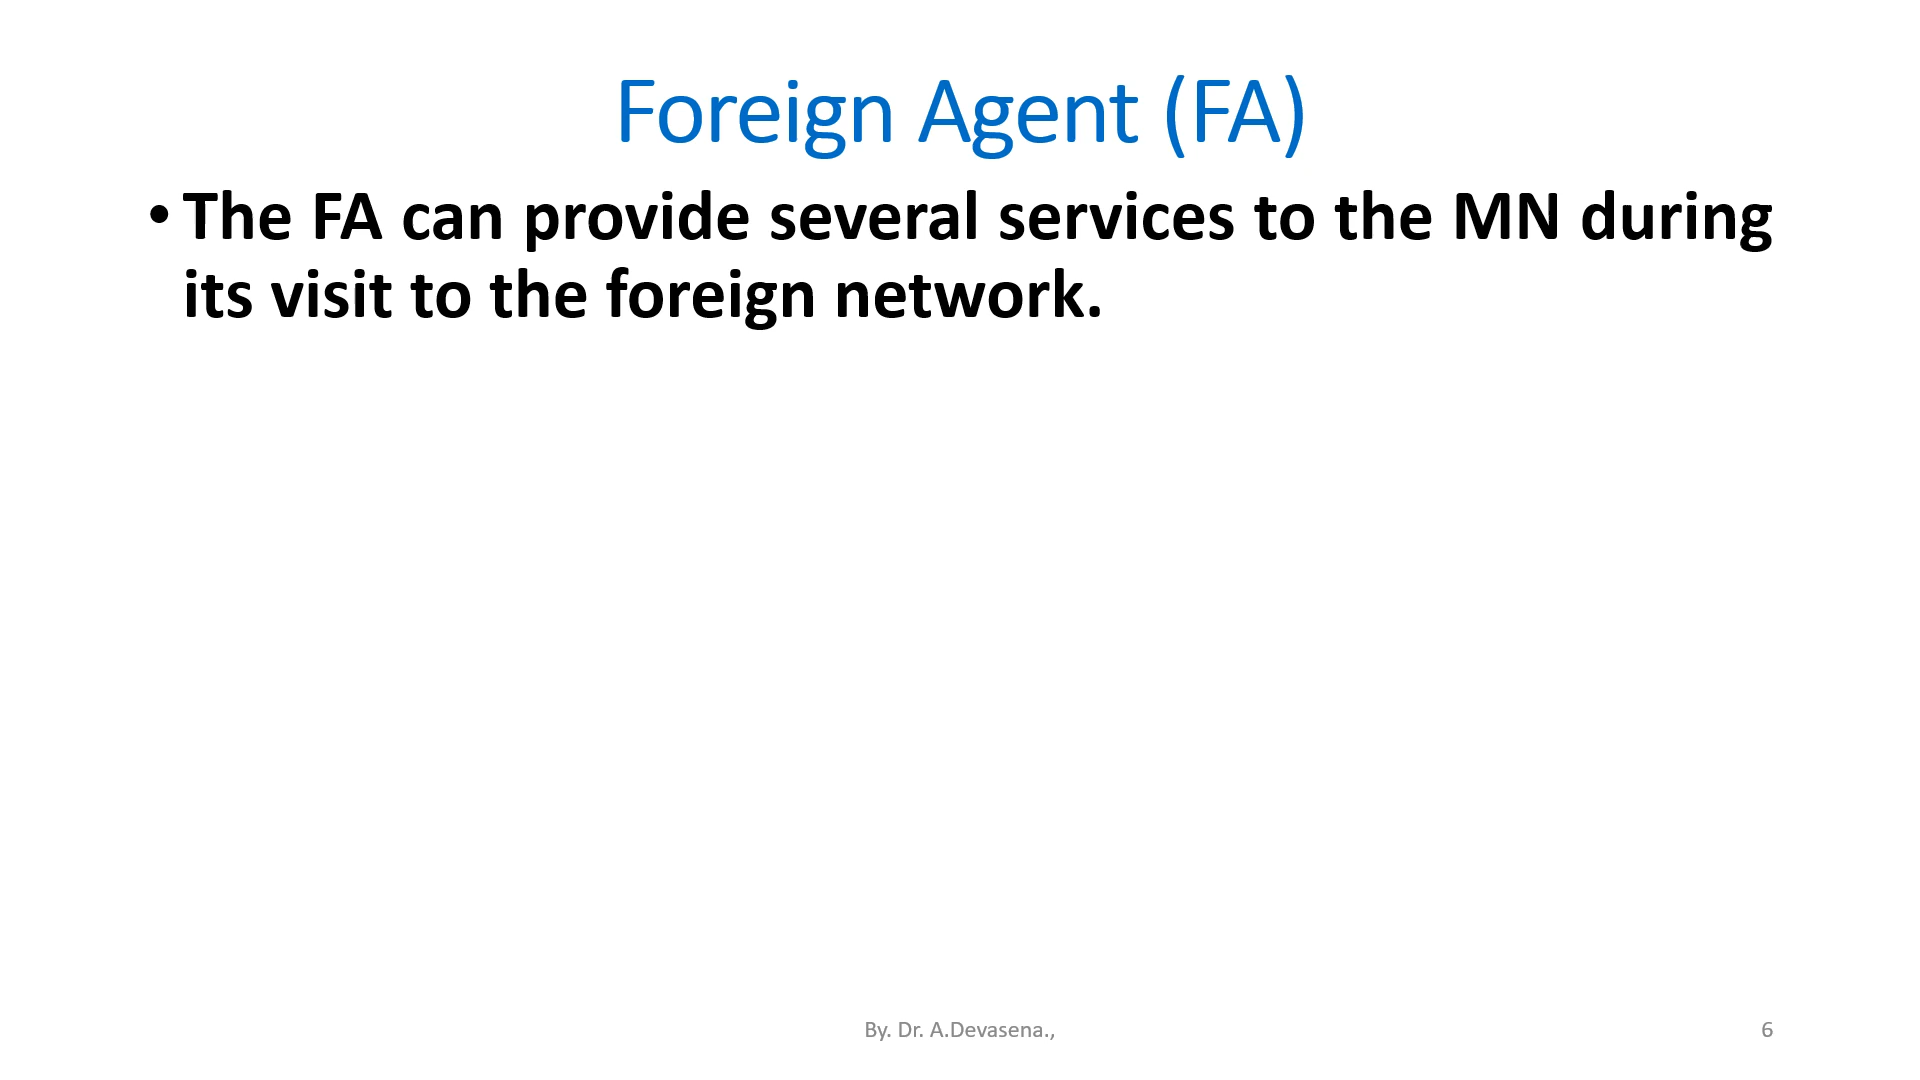 Foreign Agent (FA)
• The FA can provide several services to the MN during
its visit to the foreign network.
By. Dr. A.Devasena.,
6